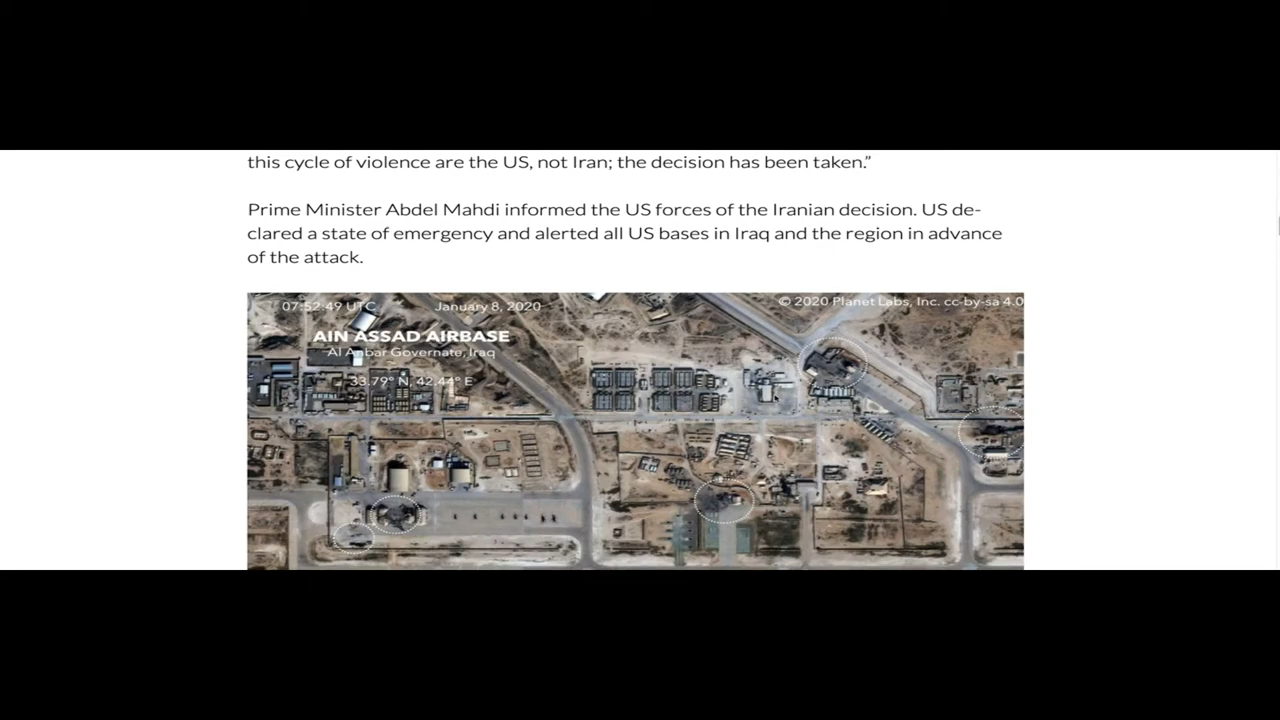 this cycle of violence are the US, not Iran; the decision has been taken.”
Prime Minister Abdel Mahdi informed the US forces of the Iranian decision. US de-
clared a state of emergency and alerted all US bases in Iraq and the region in advance
of the attack.
07:52:49 UTC January 8, 2020 © 2020 Planet Labs, Inc. cc-by-sa 4.0
AIN ASSAD AIRBASE
Al Anbar Governate, Iraq
33.79° N, 42.44° E